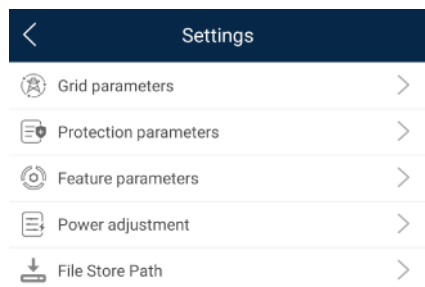 Settings
Grid parameters
Protection parameters
Feature parameters
Power adjustment
File Store Path